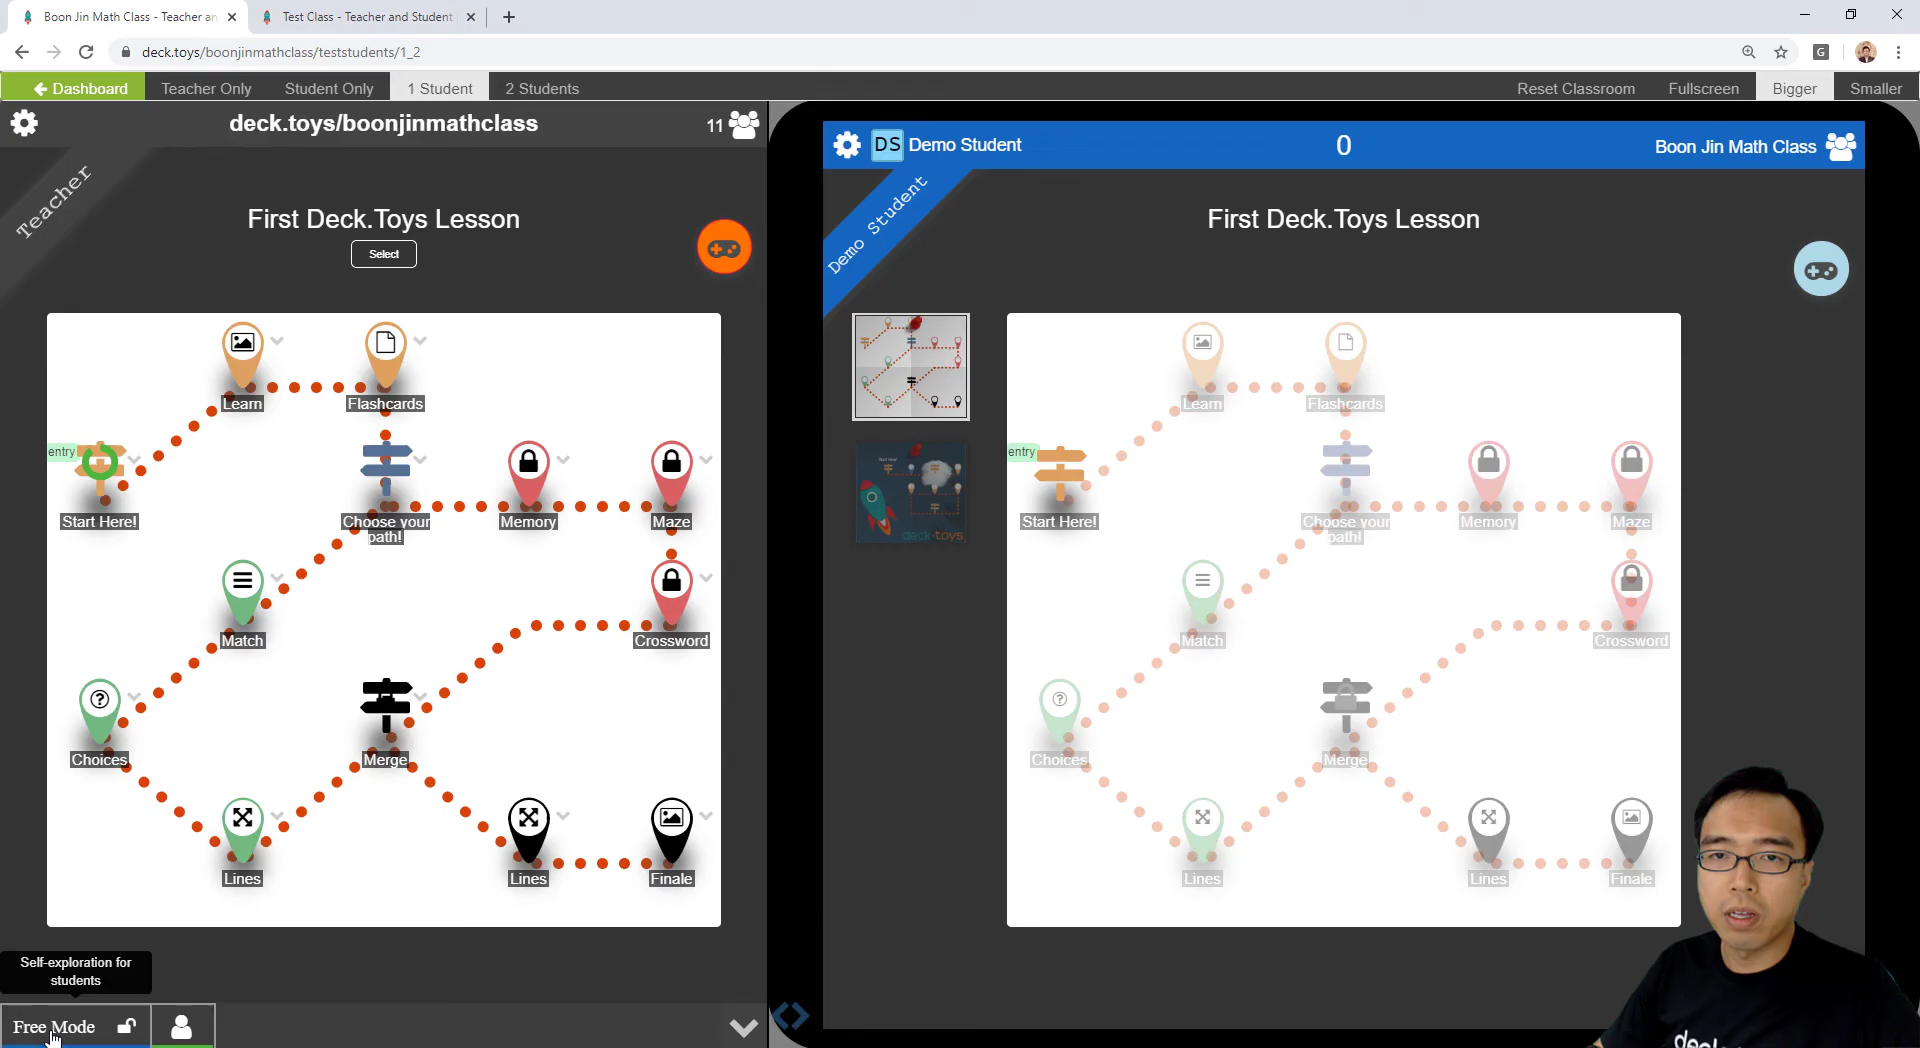 Boon Jin Math Class - Teacher an
Test Class - Teacher and Student
deck.toys/boonjinmathclass/teststudents/1_2
G
Dashboard
Teacher Only
Student Only
1 Student
2 Students
Reset Classroom
Fullscreen
Bigger
Smaller
deck.toys/boonjinmathclass
11
Teacher
First Deck.Toys Lesson
Select
Learn
Flashcards
entry
Start Here!
Choose your
path!
Memory
Maze
Match
Crossword
Choices
Merge
Lines
Lines
Finale
Self-exploration for
students
Free Mode
DS Demo Student
0
Boon Jin Math Class
Demo Student
First Deck.Toys Lesson
Start Here!
deck.toys
Learn
Flashcards
entry
Start Here!
Choose your
path!
Memory
Maze
Match
Crossword
Choices
Merge
Lines
Lines
Finale